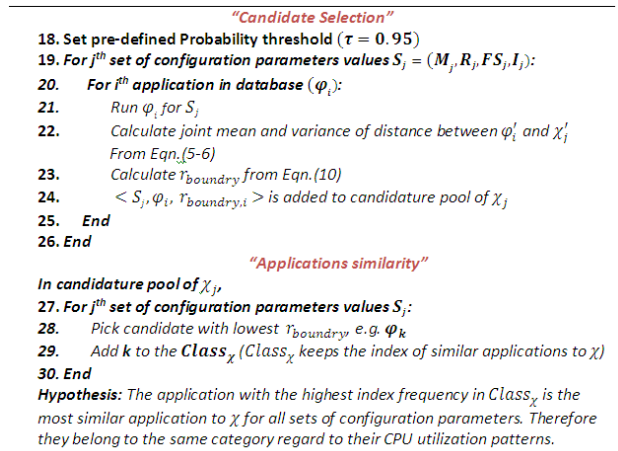 “Candidate Selection”
18. Set pre-defined Probability threshold (τ = 0.95)
19. For jth set of configuration parameters values Sj = (Mj, Rj, FSj, Ij):
20. For ith application in database (φi):
21. Run φi for Sj
22. Calculate joint mean and variance of distance between φ′i and χ′j
From Eqn.(5-6)
23. Calculate rboundry from Eqn.(10)
24. < Sj, φi, rboundry,i > is added to candidature pool of χj
25. End
26. End
“Applications similarity”
In candidature pool of χj,
27. For jth set of configuration parameters values Sj:
28. Pick candidate with lowest rboundry, e.g. φk
29. Add k to the Classχ (Classχ keeps the index of similar applications to χ)
30. End
Hypothesis: The application with the highest index frequency in Classχ is the
most similar application to χ for all sets of configuration parameters. Therefore
they belong to the same category regard to their CPU utilization patterns.